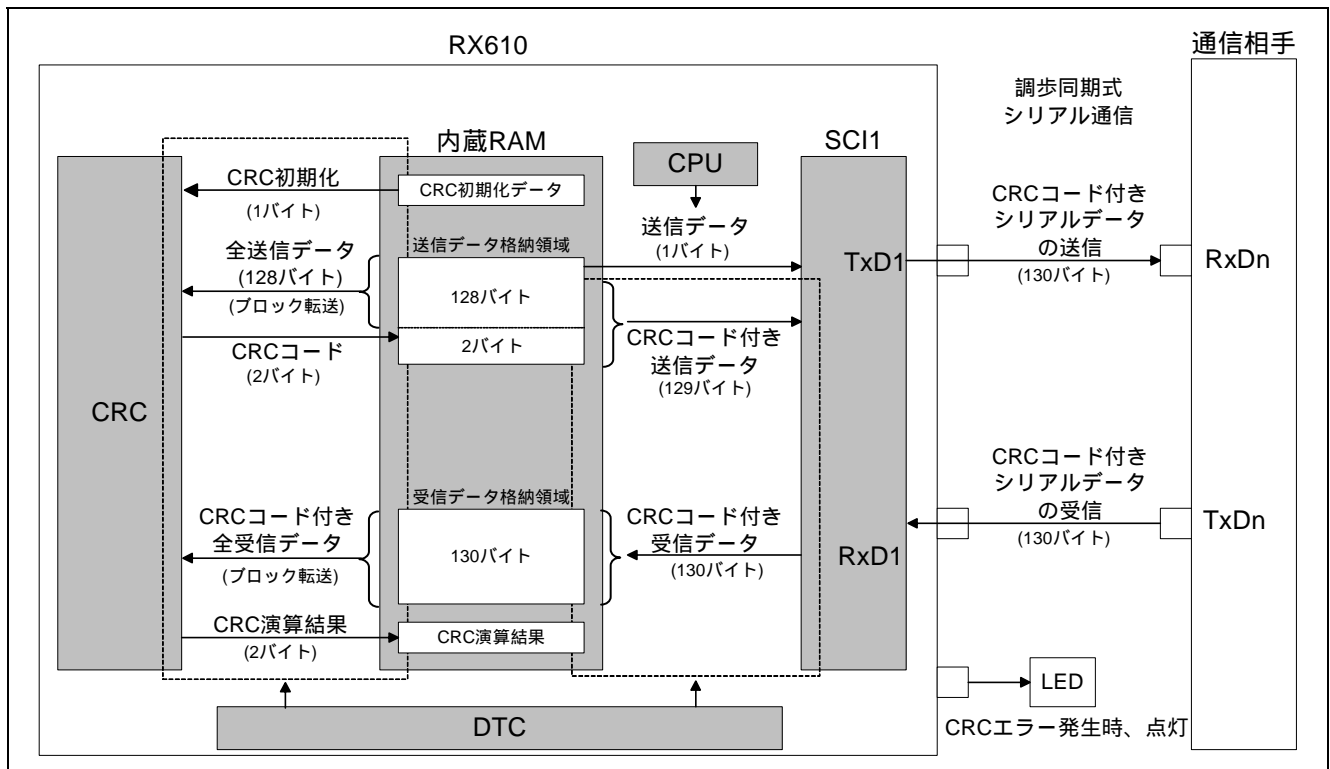 RX610
通信相手
調歩同期式
シリアル通信
内蔵RAM
SCI1
CPU
CRC初期化
(1バイト)
CRC初期化データ
送信データ
(1バイト)
CRCコード付き
シリアルデータ
の送信
(130バイト)
全送信データ
(128バイト)
(ブロック転送)
送信データ格納領域
128バイト
2バイト
TxD1
RxDn
CRCコード
(2バイト)
CRCコード付き
送信データ
(129バイト)
CRC
CRCコード付き
シリアルデータ
の受信
(130バイト)
受信データ格納領域
CRCコード付き
全受信データ
(ブロック転送)
130バイト
CRCコード付き
受信データ
(130バイト)
RxD1
TxDn
CRC演算結果
(2バイト)
CRC演算結果
LED
DTC
CRCエラー発生時、点灯